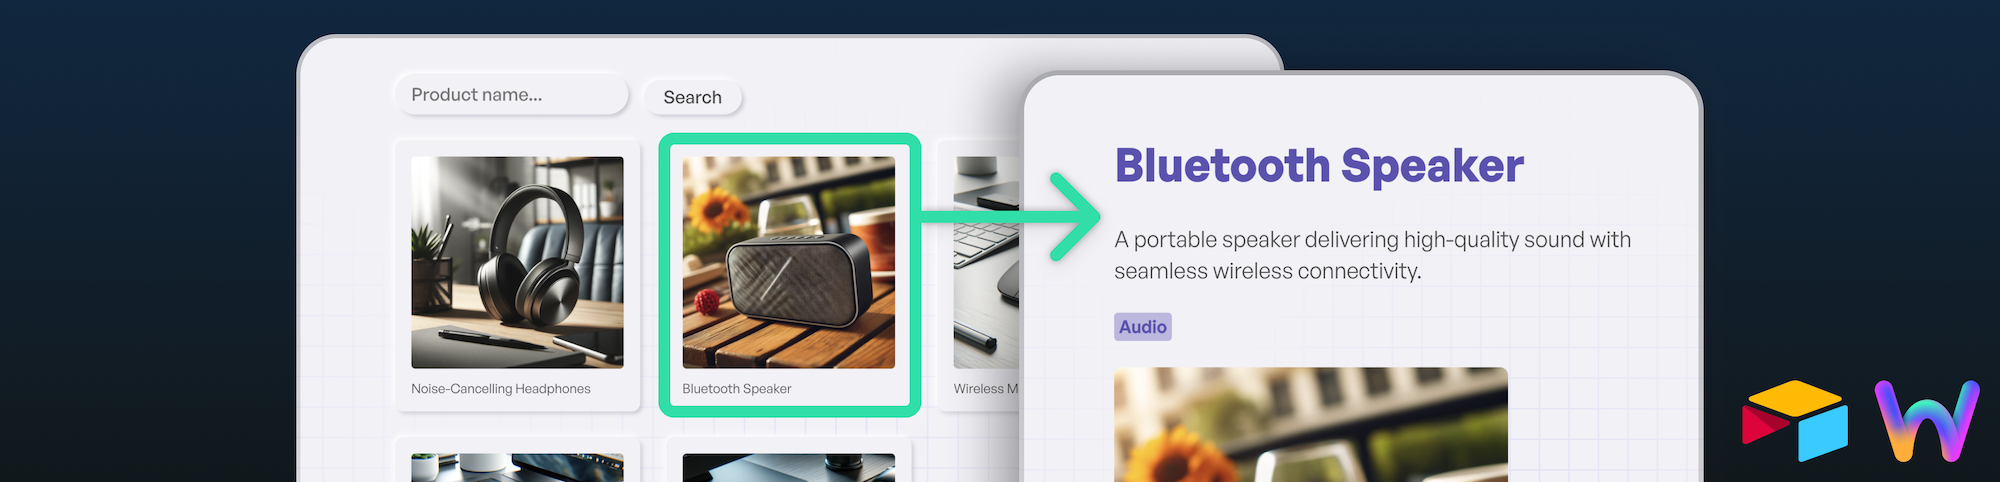 Product name...
Search
Noise-Cancelling Headphones
Bluetooth Speaker
Wireless M
Bluetooth Speaker
A portable speaker delivering high-quality sound with
seamless wireless connectivity.
Audio